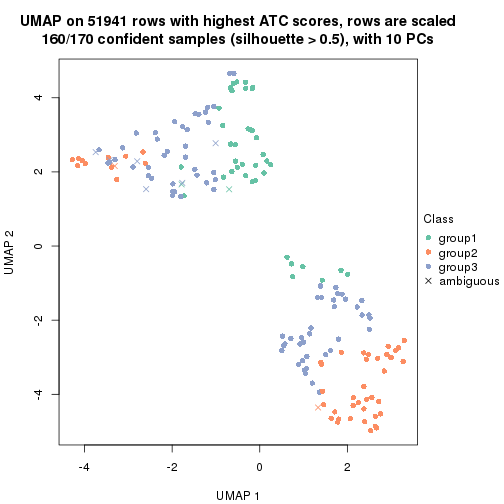 UMAP on 51941 rows with highest ATC scores, rows are scaled
160/170 confident samples (silhouette > 0.5), with 10 PCs
4
2
0
-2
-4
UMAP 2
-4
-2
0
2
UMAP 1
Class
group1
group2
group3
ambiguous